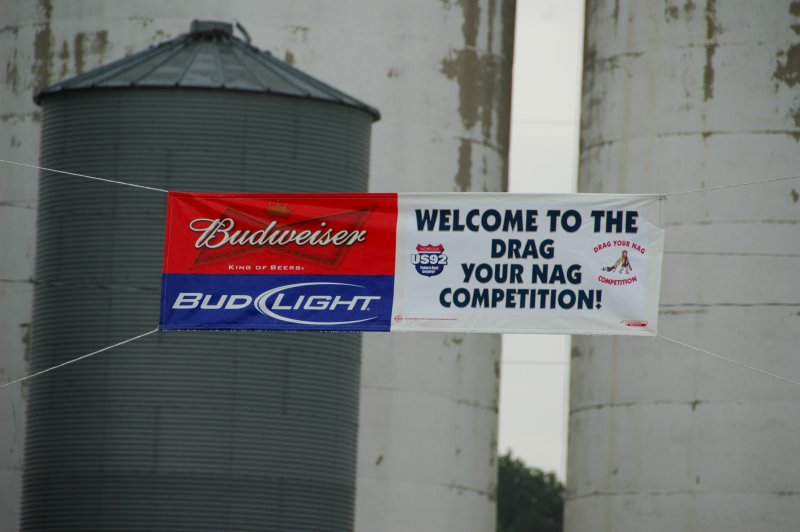 Budweiser
KING OF BEERS
BUD LIGHT
WELCOME TO THE
DRAG
YOUR NAG
COMPETITION!
US92
DRAG YOUR NAG
COMPETITION